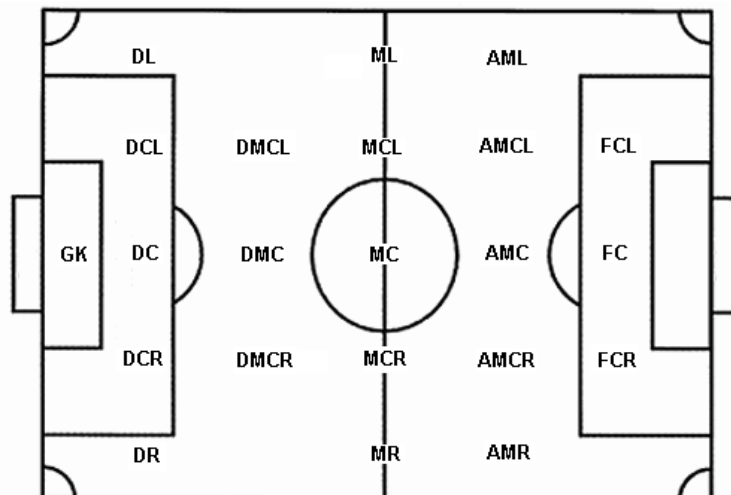 DL ML AML
DCL DMCL MCL AMCL FCL
GK DC DMC MC AMC FC
DCR DMCR MCR AMCR FCR
DR MR AMR